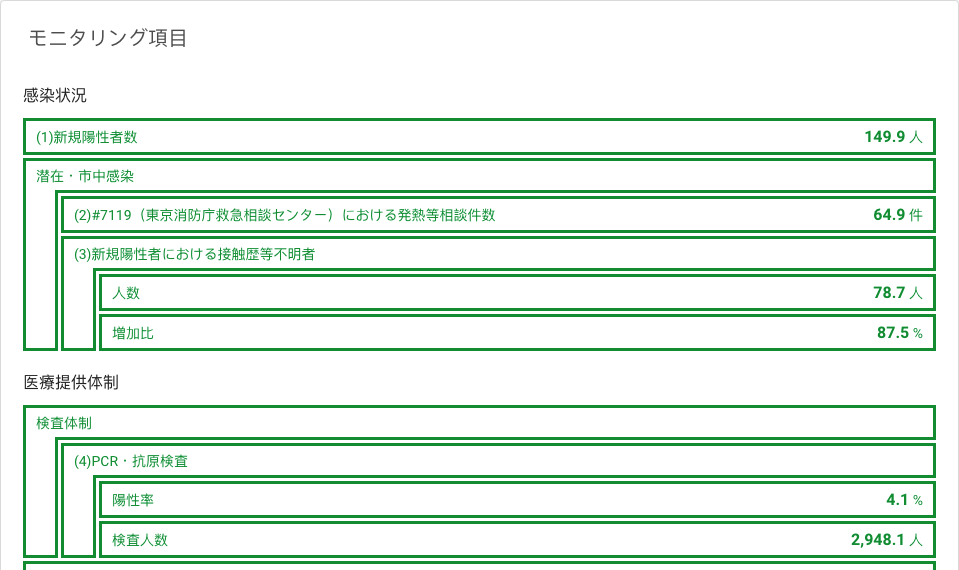 モニタリング項目
感染状況
(1)新規陽性者数 149.9 人
潜在・市中感染
(2)#7119（東京消防庁救急相談センター）における発熱等相談件数 64.9 件
(3)新規陽性者における接触歴等不明者
人数 78.7 人
増加比 87.5 %
医療提供体制
検査体制
(4)PCR・抗原検査
陽性率 4.1 %
検査人数 2,948.1 人